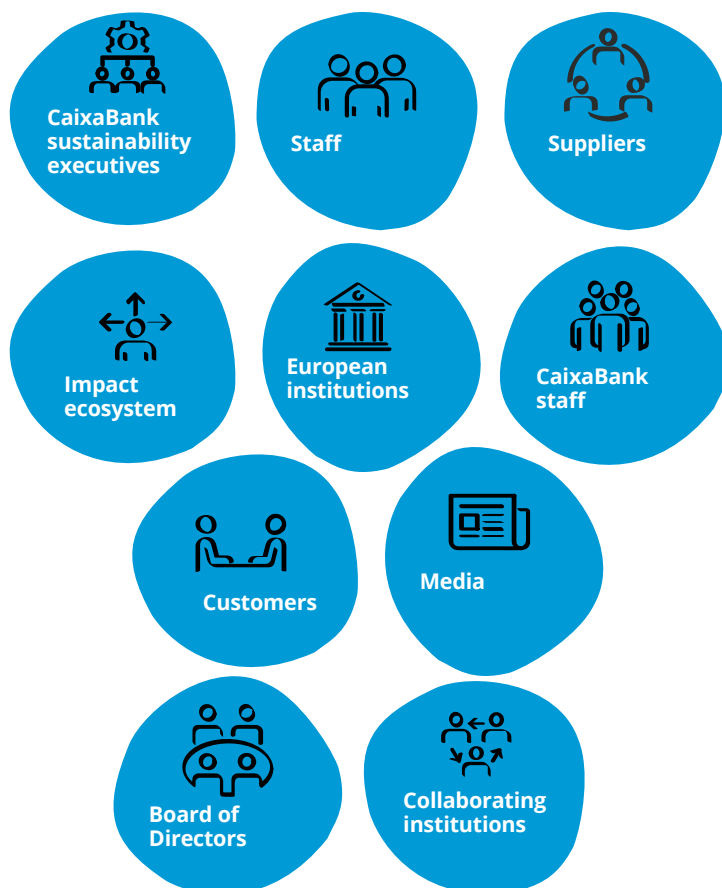 CaixaBank
sustainability
executives
Staff
Suppliers
Impact
ecosystem
European
institutions
CaixaBank
staff
Customers
Media
Board of
Directors
Collaborating
institutions